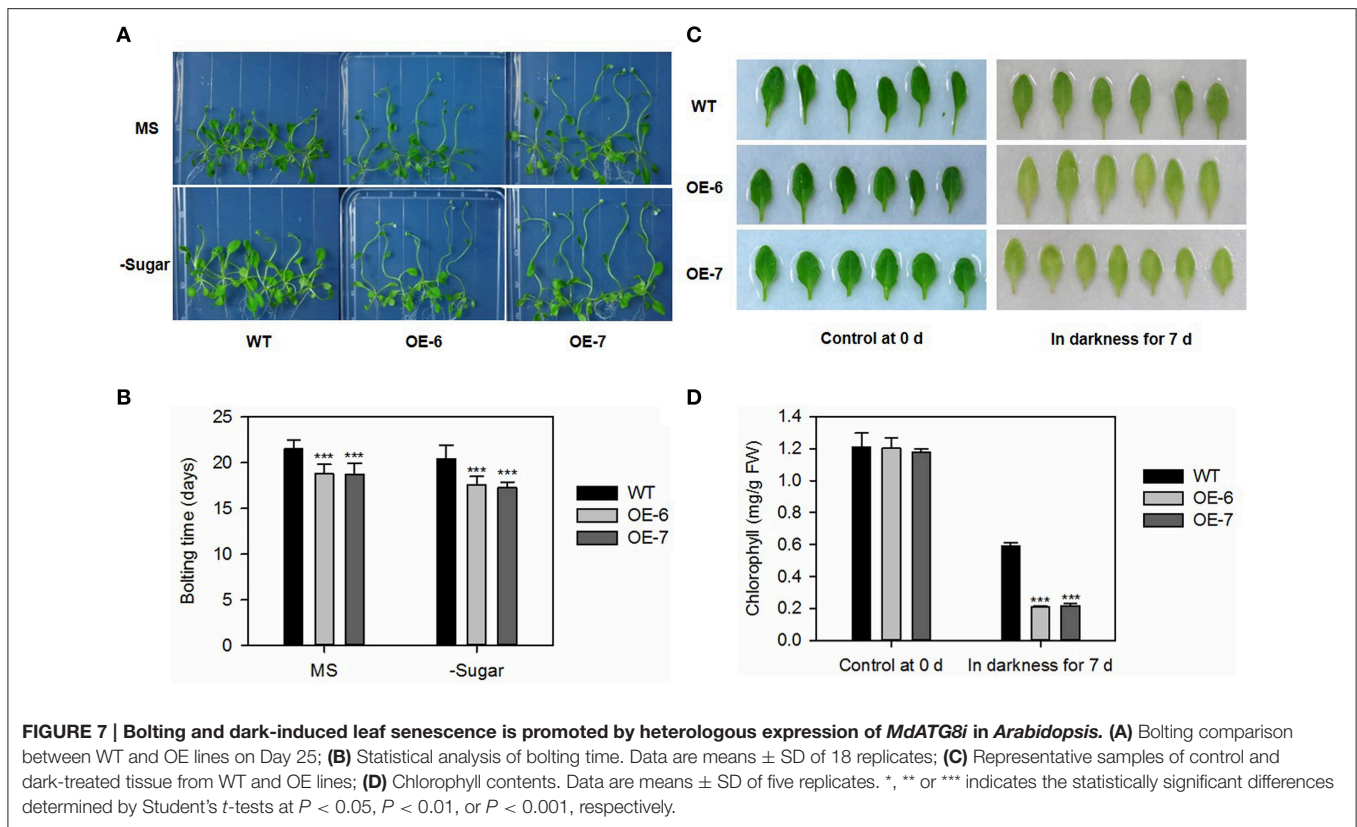 A
MS
-Sugar
WT OE-6 OE-7
C
WT
OE-6
OE-7
Control at 0 d In darkness for 7 d
B
Bolting time (days)
25
20
15
10
5
0
*** ***
*** ***
MS -Sugar
WT
OE-6
OE-7
D
Chlorophyll (mg/g FW)
1.4
1.2
1.0
0.8
0.6
0.4
0.2
0.0
*** ***
Control at 0 d In darkness for 7 d
WT
OE-6
OE-7
FIGURE 7 | Bolting and dark-induced leaf senescence is promoted by heterologous expression of MdATG8i in Arabidopsis. (A) Bolting comparison
between WT and OE lines on Day 25; (B) Statistical analysis of bolting time. Data are means ± SD of 18 replicates; (C) Representative samples of control and
dark-treated tissue from WT and OE lines; (D) Chlorophyll contents. Data are means ± SD of five replicates. *, ** or *** indicates the statistically significant differences
determined by Student's t-tests at P < 0.05, P < 0.01, or P < 0.001, respectively.